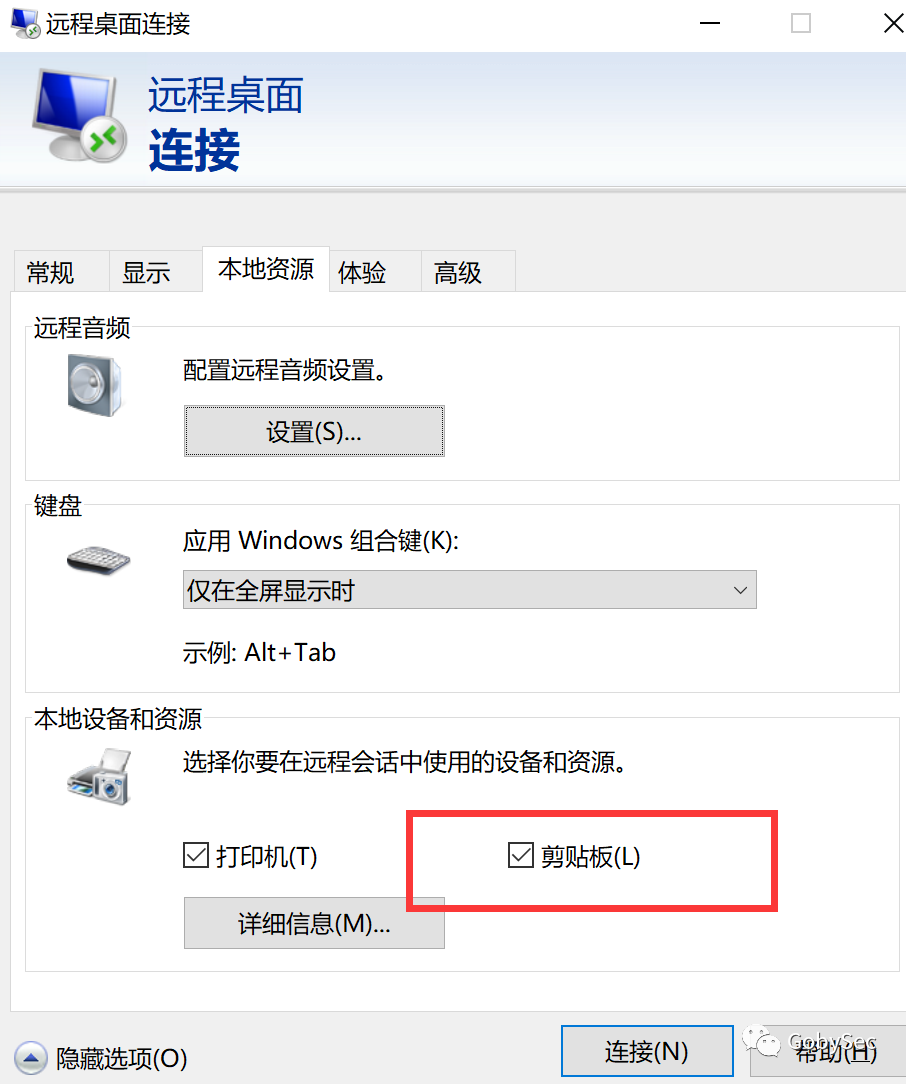 远程桌面连接
远程桌面
连接
常规 显示 本地资源 体验 高级
远程音频
配置远程音频设置。
设置(S)...
键盘
应用 Windows 组合键(K):
仅在全屏显示时
示例: Alt+Tab
本地设备和资源
选择你要在远程会话中使用的设备和资源。
打印机(T) 剪贴板(L)
详细信息(M)...
隐藏选项(O) 连接(N) 帮助(H)
GobySec